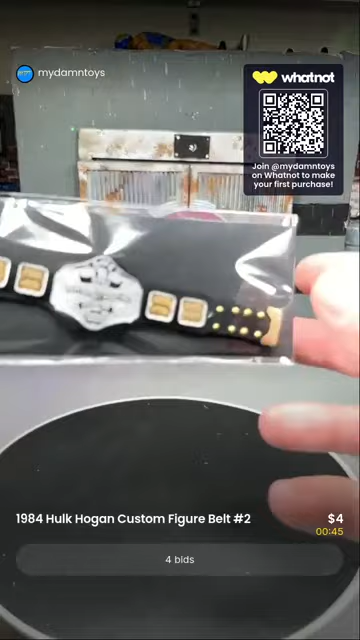 mydamntoys
whatnot
Join @mydamntoys
on Whatnot to make
your first purchase!
1984 Hulk Hogan Custom Figure Belt #2
$4
00:45
4 bids